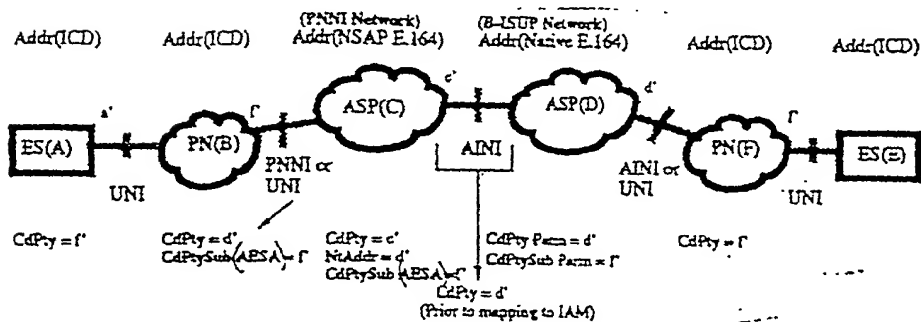 (PNNI Network) (B-ISUP Network)
Addr(ICD) Addr(ICD) Addr(NSAP E.164) Addr(Native E.164) Addr(ICD) Addr(ICD)
a' f' c' d' f'
ES(A) PN(B) ASP(C) ASP(D) PN(F) ES(E)
UNI PNNI or UNI AINI AINI or UNI UNI
CdPty = f' CdPty = d' CdPty = c' CdPty Parm = d' CdPty = f'
CdPtySub(AESA) = f' NtAddr = d' CdPtySub Parm = f'
CdPtySub(AESA) = f'
CdPty = d'
(Prior to mapping to IAM)